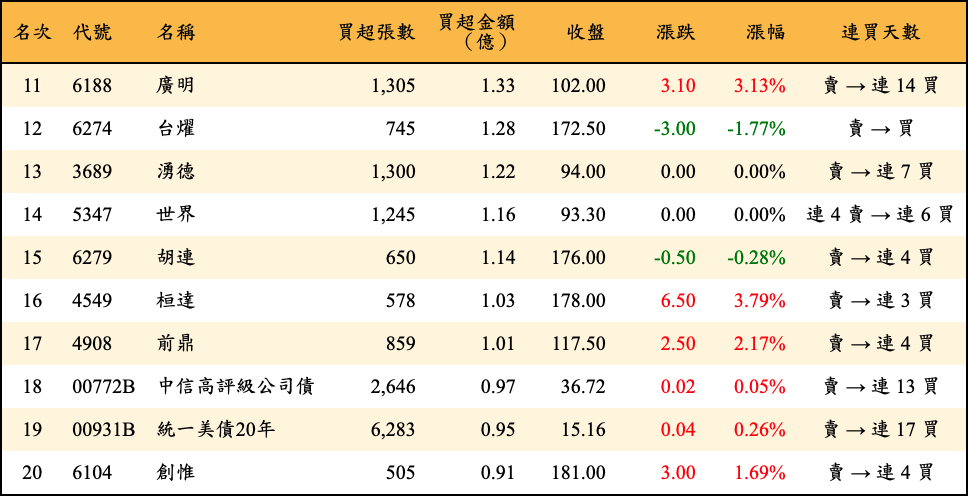 名次 代號 名稱 買超張數 買超金額（億） 收盤 漲跌 漲幅 連買天數
11 6188 廣明 1,305 1.33 102.00 3.10 3.13% 賣 → 連 14 買
12 6274 台燿 745 1.28 172.50 -3.00 -1.77% 賣 → 買
13 3689 湧德 1,300 1.22 94.00 0.00 0.00% 賣 → 連 7 買
14 5347 世界 1,245 1.16 93.30 0.00 0.00% 連 4 賣 → 連 6 買
15 6279 胡連 650 1.14 176.00 -0.50 -0.28% 賣 → 連 4 買
16 4549 桓達 578 1.03 178.00 6.50 3.79% 賣 → 連 3 買
17 4908 前鼎 859 1.01 117.50 2.50 2.17% 賣 → 連 4 買
18 00772B 中信高評級公司債 2,646 0.97 36.72 0.02 0.05% 賣 → 連 13 買
19 00931B 統一美債20年 6,283 0.95 15.16 0.04 0.26% 賣 → 連 17 買
20 6104 創惟 505 0.91 181.00 3.00 1.69% 賣 → 連 4 買